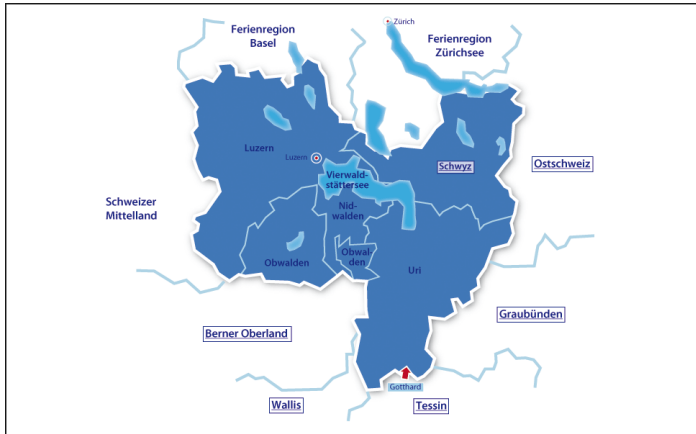 Zürich
Ferienregion
Basel
Ferienregion
Zürichsee
Luzern
Luzern
Schwyz
Ostschweiz
Vierwald-
stättersee
Schweizer
Mittelland
Nid-
walden
Obwalden
Obwal-
den
Uri
Graubünden
Berner Oberland
Gotthard
Wallis
Tessin